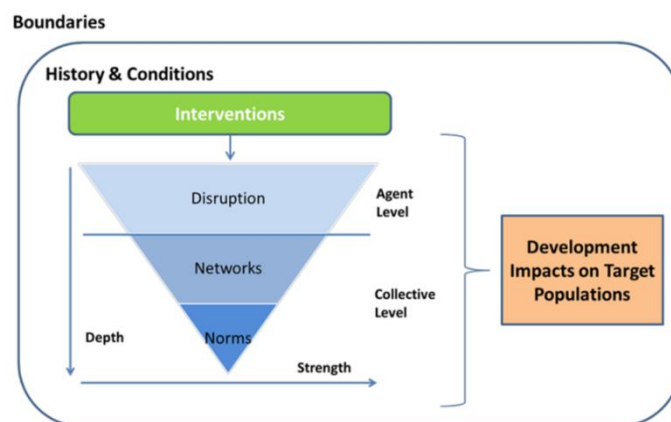 Boundaries
History & Conditions
Interventions
Disruption
Agent
Level
Networks
Development
Impacts on Target
Populations
Collective
Level
Norms
Depth
Strength